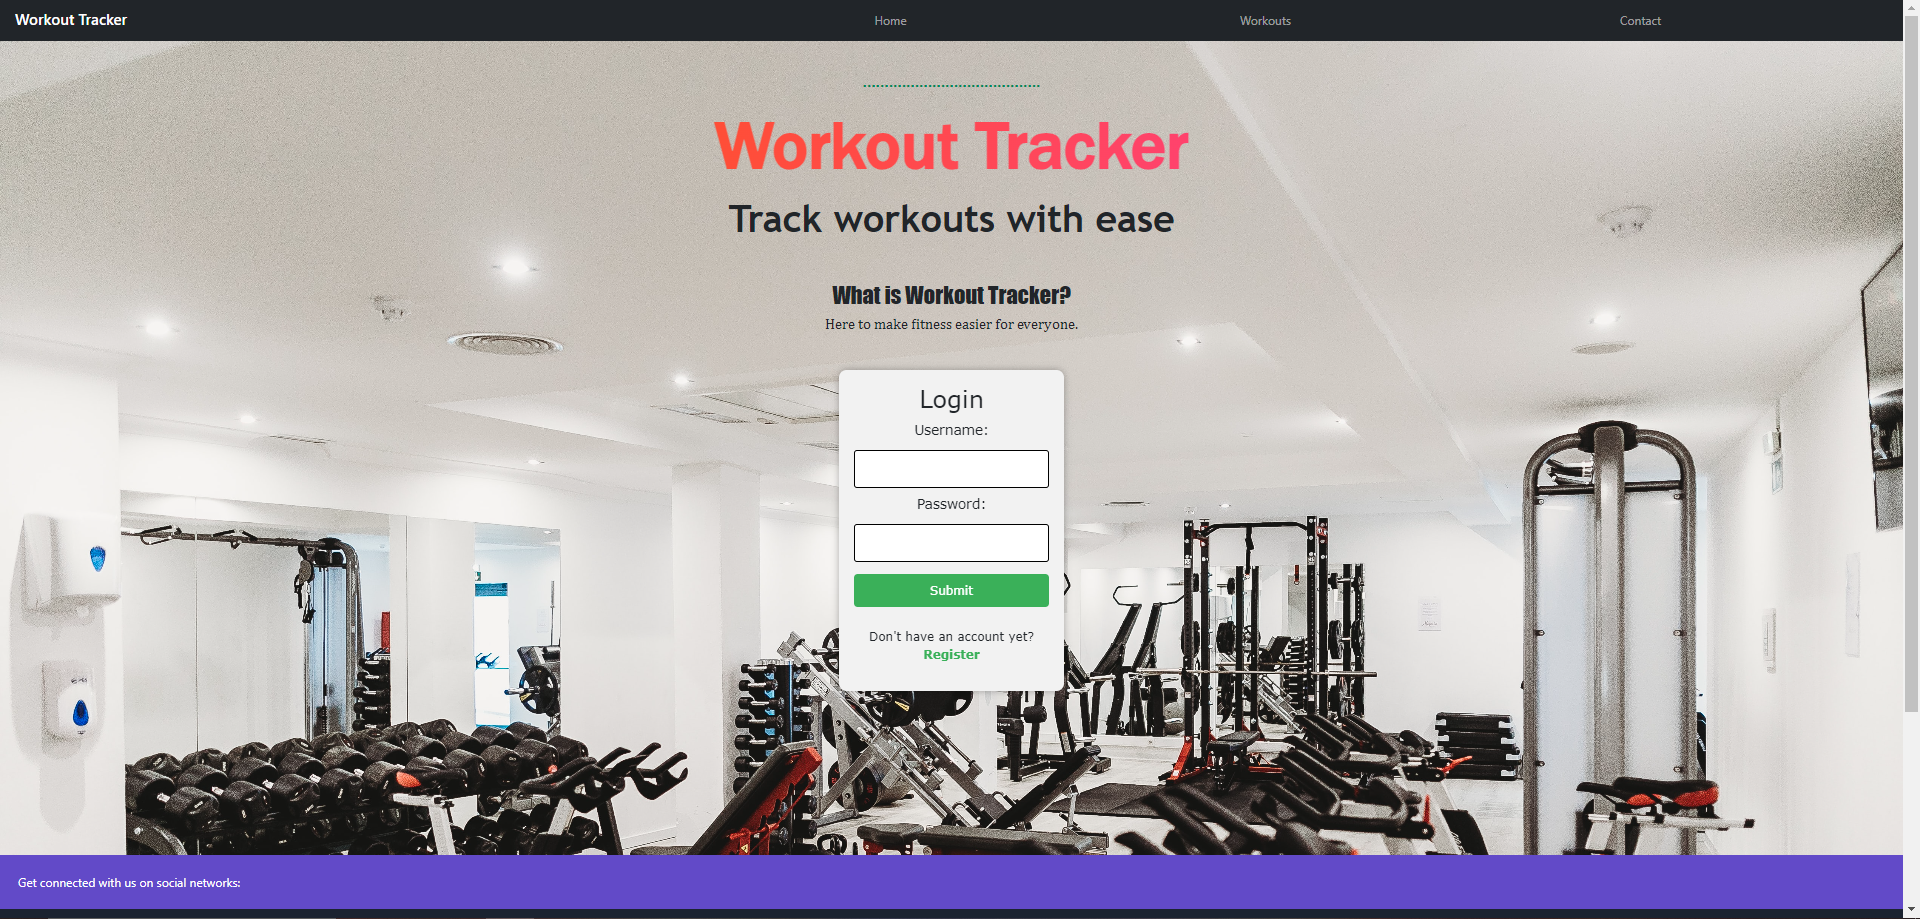 Workout Tracker
Home
Workouts
Contact
Workout Tracker
Track workouts with ease
What is Workout Tracker?
Here to make fitness easier for everyone.
Login
Username:
Password:
Submit
Don't have an account yet?
Register
Get connected with us on social networks: